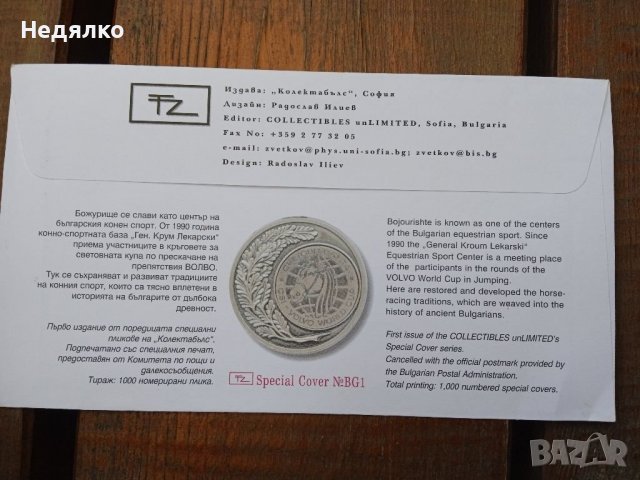 Недялко
TZ
Издава: „Колектабълс", София
Дизайн: Радослав Илиев
Editor: COLLECTIBLES unLIMITED, Sofia, Bulgaria
Fax No: +359 2 77 32 05
e-mail: zvetkov@phys.uni-sofia.bg; zvetkov@bis.bg
Design: Radoslav Iliev
Божурище се слави като център на
българския конен спорт. От 1990 година
конно-спортната база „Ген. Крум Лекарски"
приема участниците в кръговете за
световната купа по прескачане на
препятствия ВОЛВО.
Тук се съхраняват и развиват традициите
на конния спорт, които са тясно вплетени в
историята на българите от дълбока
древност.
Първо издание от поредицата специални
пликове на „Колектабълс".
Подпечатано със специалния печат,
предоставен от Комитета по пощи и
далекосъобщения.
Тираж: 1000 номерирани плика.
VOLVO WORLD
TZ Special Cover №BG1
Bojourishte is known as one of the centers
of the Bulgarian equestrian sport. Since
1990 the „General Kroum Lekarski"
Equestrian Sport Center is a meeting place
of the participants in the rounds of the
VOLVO World Cup in Jumping.
Here are restored and developed the horse-
racing traditions, which are weaved into the
history of ancient Bulgarians.
First issue of the COLLECTIBLES unLIMITED's
Special Cover series.
Cancelled with the official postmark provided by
the Bulgarian Postal Administration.
Total printing: 1,000 numbered special covers.
bazar